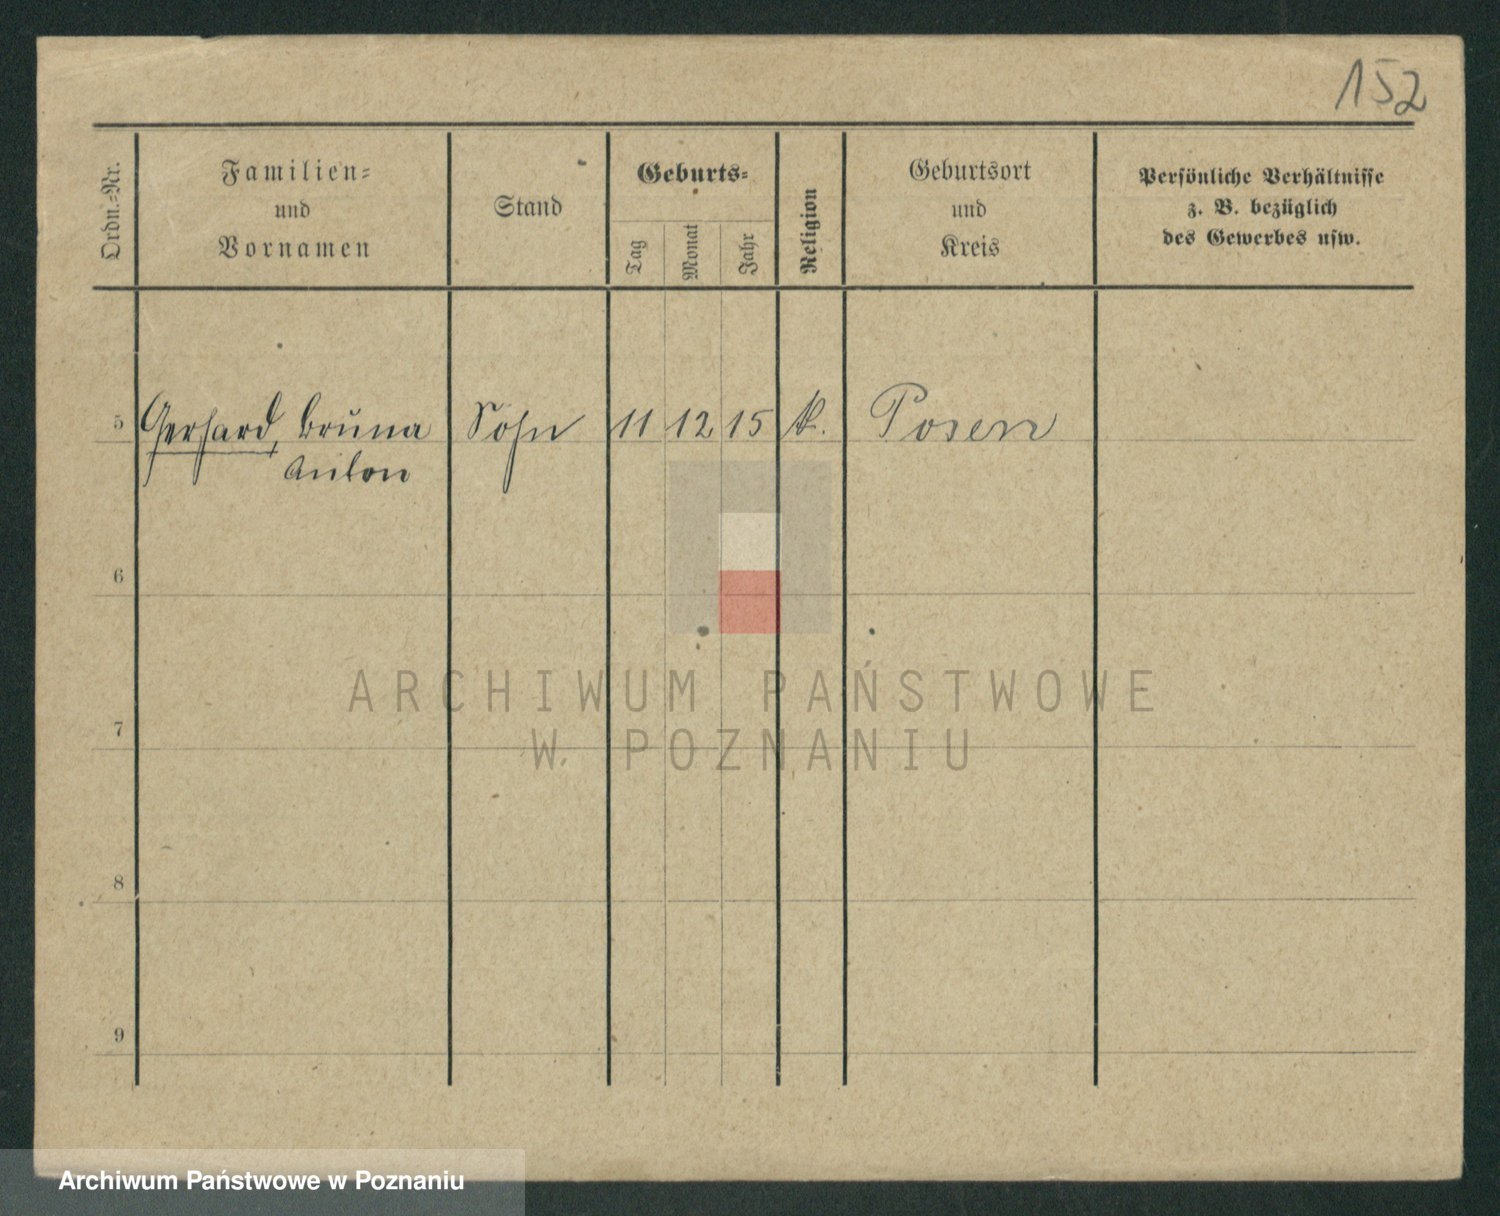 152
Ordn.-Nr.
Familien-
und
Vornamen
Stand
Geburts-
Tag
Monat
Jahr
Religion
Geburtsort
und
Kreis
Persönliche Verhältnisse
z. B. bezüglich
des Gewerbes usw.
5 Gerhard, Bruno Sohn 11 12 15 k. Posen
Anton
6
7
8
9
ARCHIWUM PAŃSTWOWE
W POZNANIU
Archiwum Państwowe w Poznaniu